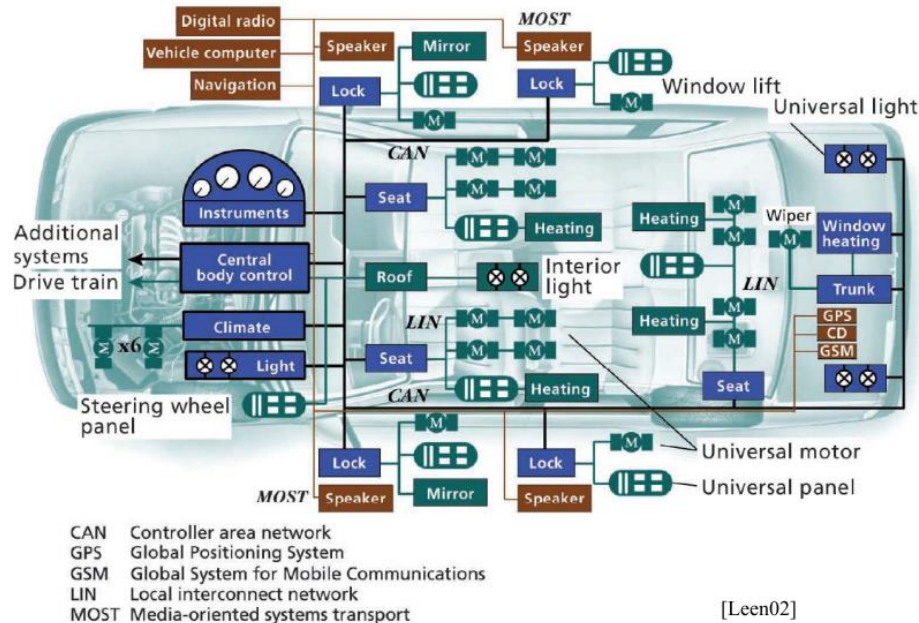 Digital radio
MOST
Vehicle computer
Speaker
Mirror
Speaker
Navigation
Lock
Lock
M
M
Window lift
Universal light
CAN
M M
Instruments
Seat
M M
Heating
Heating
M
M
Wiper
M
Window
heating
Additional
systems
Drive train
Central
body control
Roof
Interior
light
LIN
Trunk
M x6 M
Climate
LIN
M M
Heating
M
M
GPS
CD
GSM
Light
Seat
M M
CAN
Heating
Seat
Steering wheel
panel
M
Lock
Lock
M
Universal motor
MOST
Speaker
Mirror
Speaker
Universal panel
CAN Controller area network
GPS Global Positioning System
GSM Global System for Mobile Communications
LIN Local interconnect network
MOST Media-oriented systems transport
[Leen02]